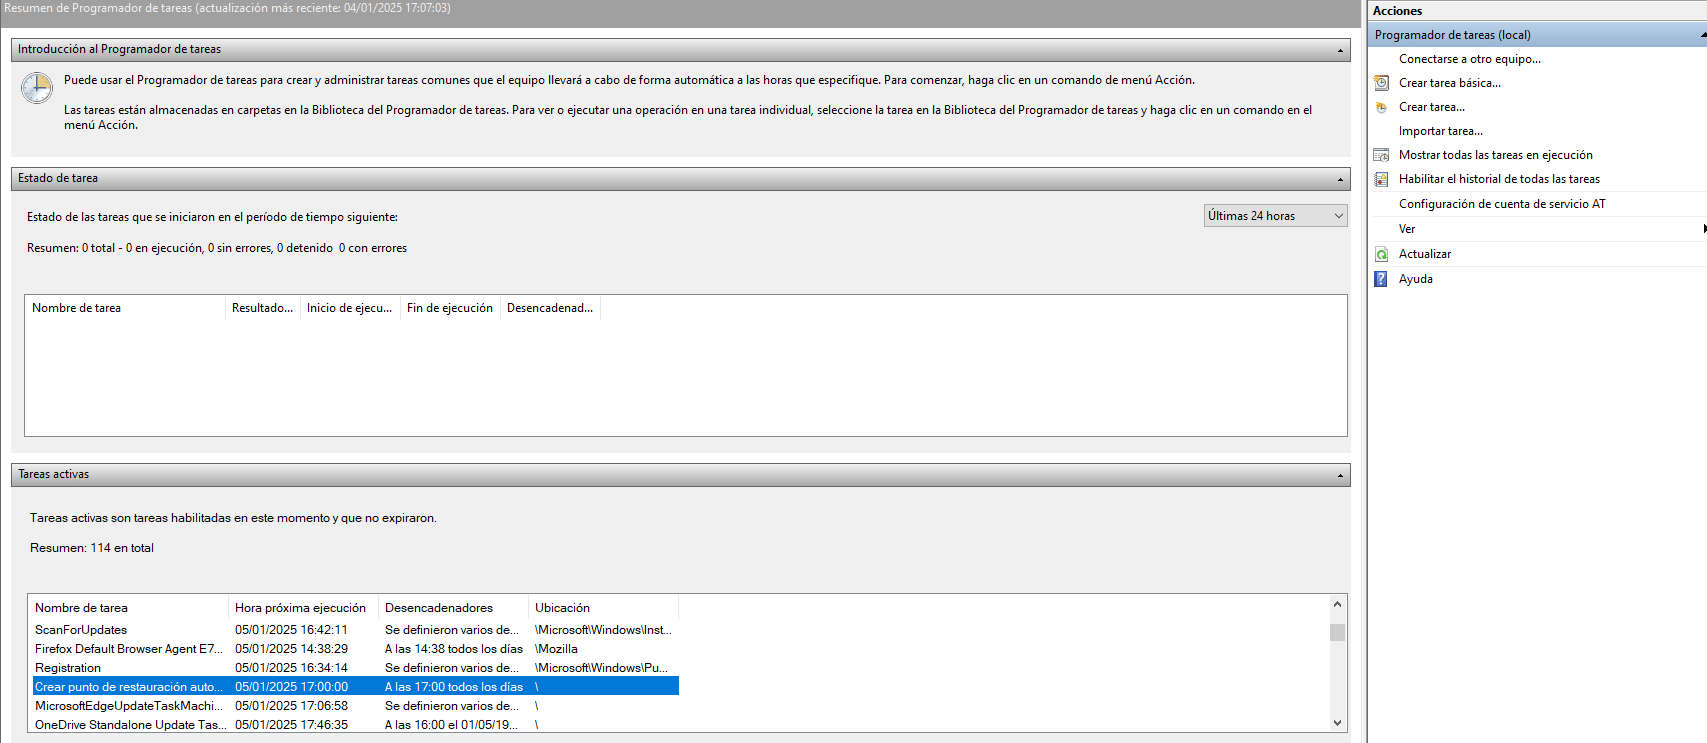 Resumen de Programador de tareas (actualización más reciente: 04/01/2025 17:07:03)
Introducción al Programador de tareas
Puede usar el Programador de tareas para crear y administrar tareas comunes que el equipo llevará a cabo de forma automática a las horas que especifique. Para comenzar, haga clic en un comando de menú Acción.
Las tareas están almacenadas en carpetas en la Biblioteca del Programador de tareas. Para ver o ejecutar una operación en una tarea individual, seleccione la tarea en la Biblioteca del Programador de tareas y haga clic en un comando en el
menú Acción.
Estado de tarea
Estado de las tareas que se iniciaron en el período de tiempo siguiente:
Últimas 24 horas
Resumen: 0 total - 0 en ejecución, 0 sin errores, 0 detenido  0 con errores
Nombre de tarea Resultado... Inicio de ejecu... Fin de ejecución Desencadenad...
Tareas activas
Tareas activas son tareas habilitadas en este momento y que no expiraron.
Resumen: 114 en total
Nombre de tarea Hora próxima ejecución Desencadenadores Ubicación
ScanForUpdates 05/01/2025 16:42:11 Se definieron varios de... \Microsoft\Windows\Inst...
Firefox Default Browser Agent E7... 05/01/2025 14:38:29 A las 14:38 todos los días \Mozilla
Registration 05/01/2025 16:34:14 Se definieron varios de... \Microsoft\Windows\Pu...
Crear punto de restauración auto... 05/01/2025 17:00:00 A las 17:00 todos los días \
MicrosoftEdgeUpdateTaskMachi... 05/01/2025 17:06:58 Se definieron varios de... \
OneDrive Standalone Update Tas... 05/01/2025 17:46:35 A las 16:00 el 01/05/19... \
Acciones
Programador de tareas (local)
Conectarse a otro equipo...
Crear tarea básica...
Crear tarea...
Importar tarea...
Mostrar todas las tareas en ejecución
Habilitar el historial de todas las tareas
Configuración de cuenta de servicio AT
Ver
Actualizar
Ayuda